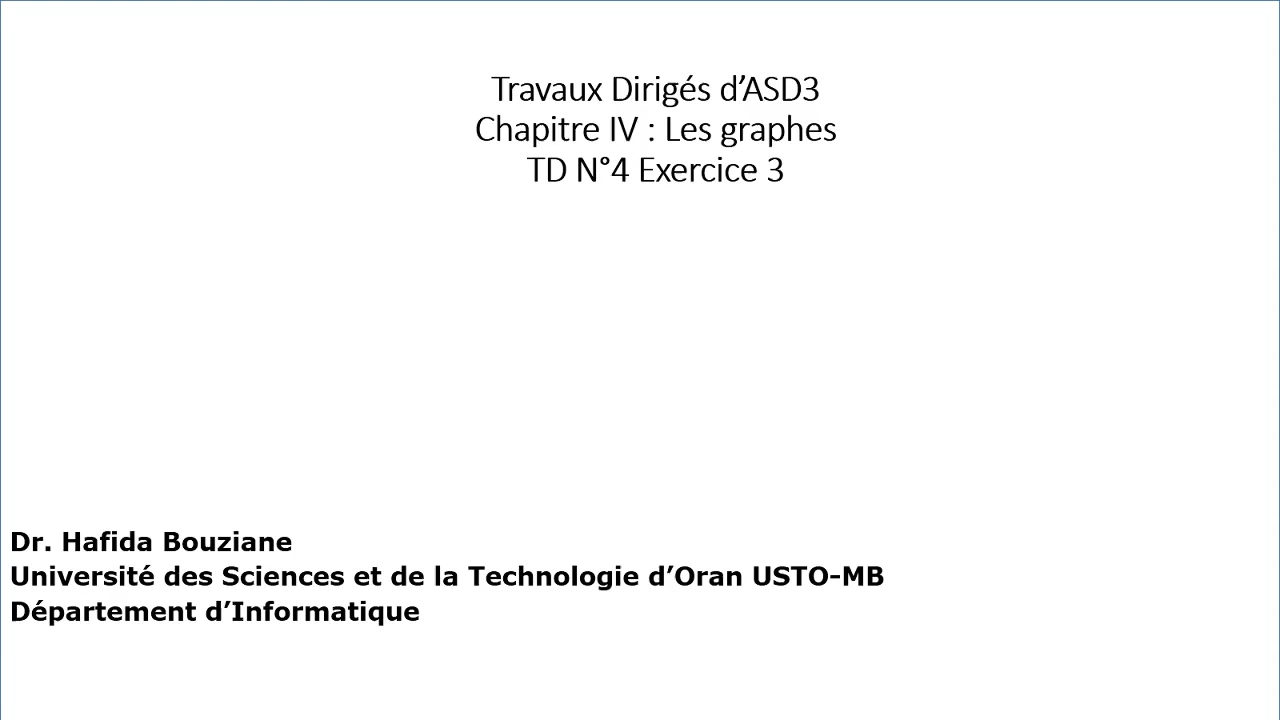 Travaux Dirigés d’ASD3
Chapitre IV : Les graphes
TD N°4 Exercice 3
Dr. Hafida Bouziane
Université des Sciences et de la Technologie d’Oran USTO-MB
Département d’Informatique